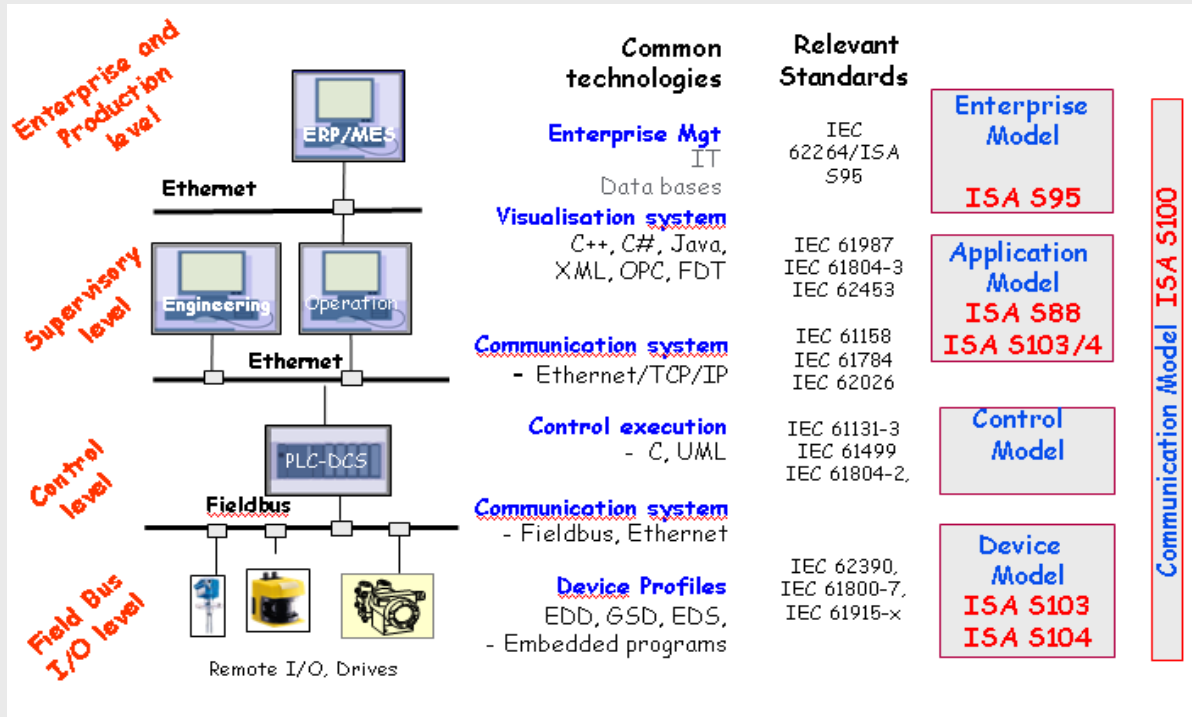 Enterprise and
Production
level
ERP/MES
Ethernet
Supervisory
level
Engineering
Operation
Ethernet
Control
level
PLC-DCS
Fieldbus
Field Bus
I/O level
Remote I/O, Drives
Common
technologies
Enterprise Mgt
IT
Data bases
Visualisation system
C++, C#, Java,
XML, OPC, FDT
Communication system
- Ethernet/TCP/IP
Control execution
- C, UML
Communication system
- Fieldbus, Ethernet
Device Profiles
EDD, GSD, EDS,
- Embedded programs
Relevant
Standards
IEC
62264/ISA
S95
IEC 61987
IEC 61804-3
IEC 62453
IEC 61158
IEC 61784
IEC 62026
IEC 61131-3
IEC 61499
IEC 61804-2,
IEC 62390,
IEC 61800-7,
IEC 61915-x
Enterprise
Model
ISA S95
Application
Model
ISA S88
ISA S103/4
Control
Model
Device
Model
ISA S103
ISA S104
Communication Model ISA S100